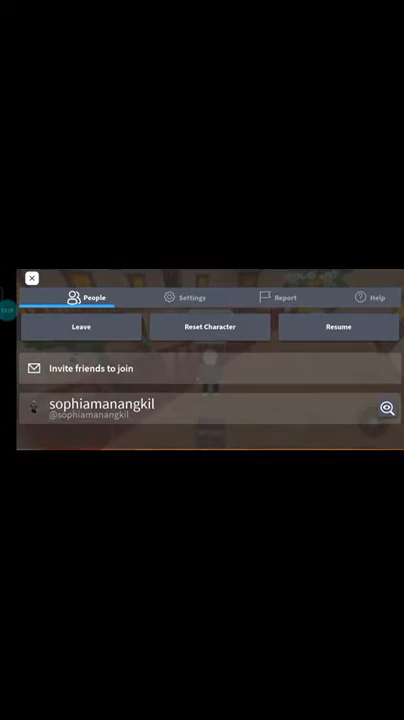 People
Settings
Report
Help
Leave
Reset Character
Resume
Invite friends to join
sophiamanangkil
@sophiamanangkil